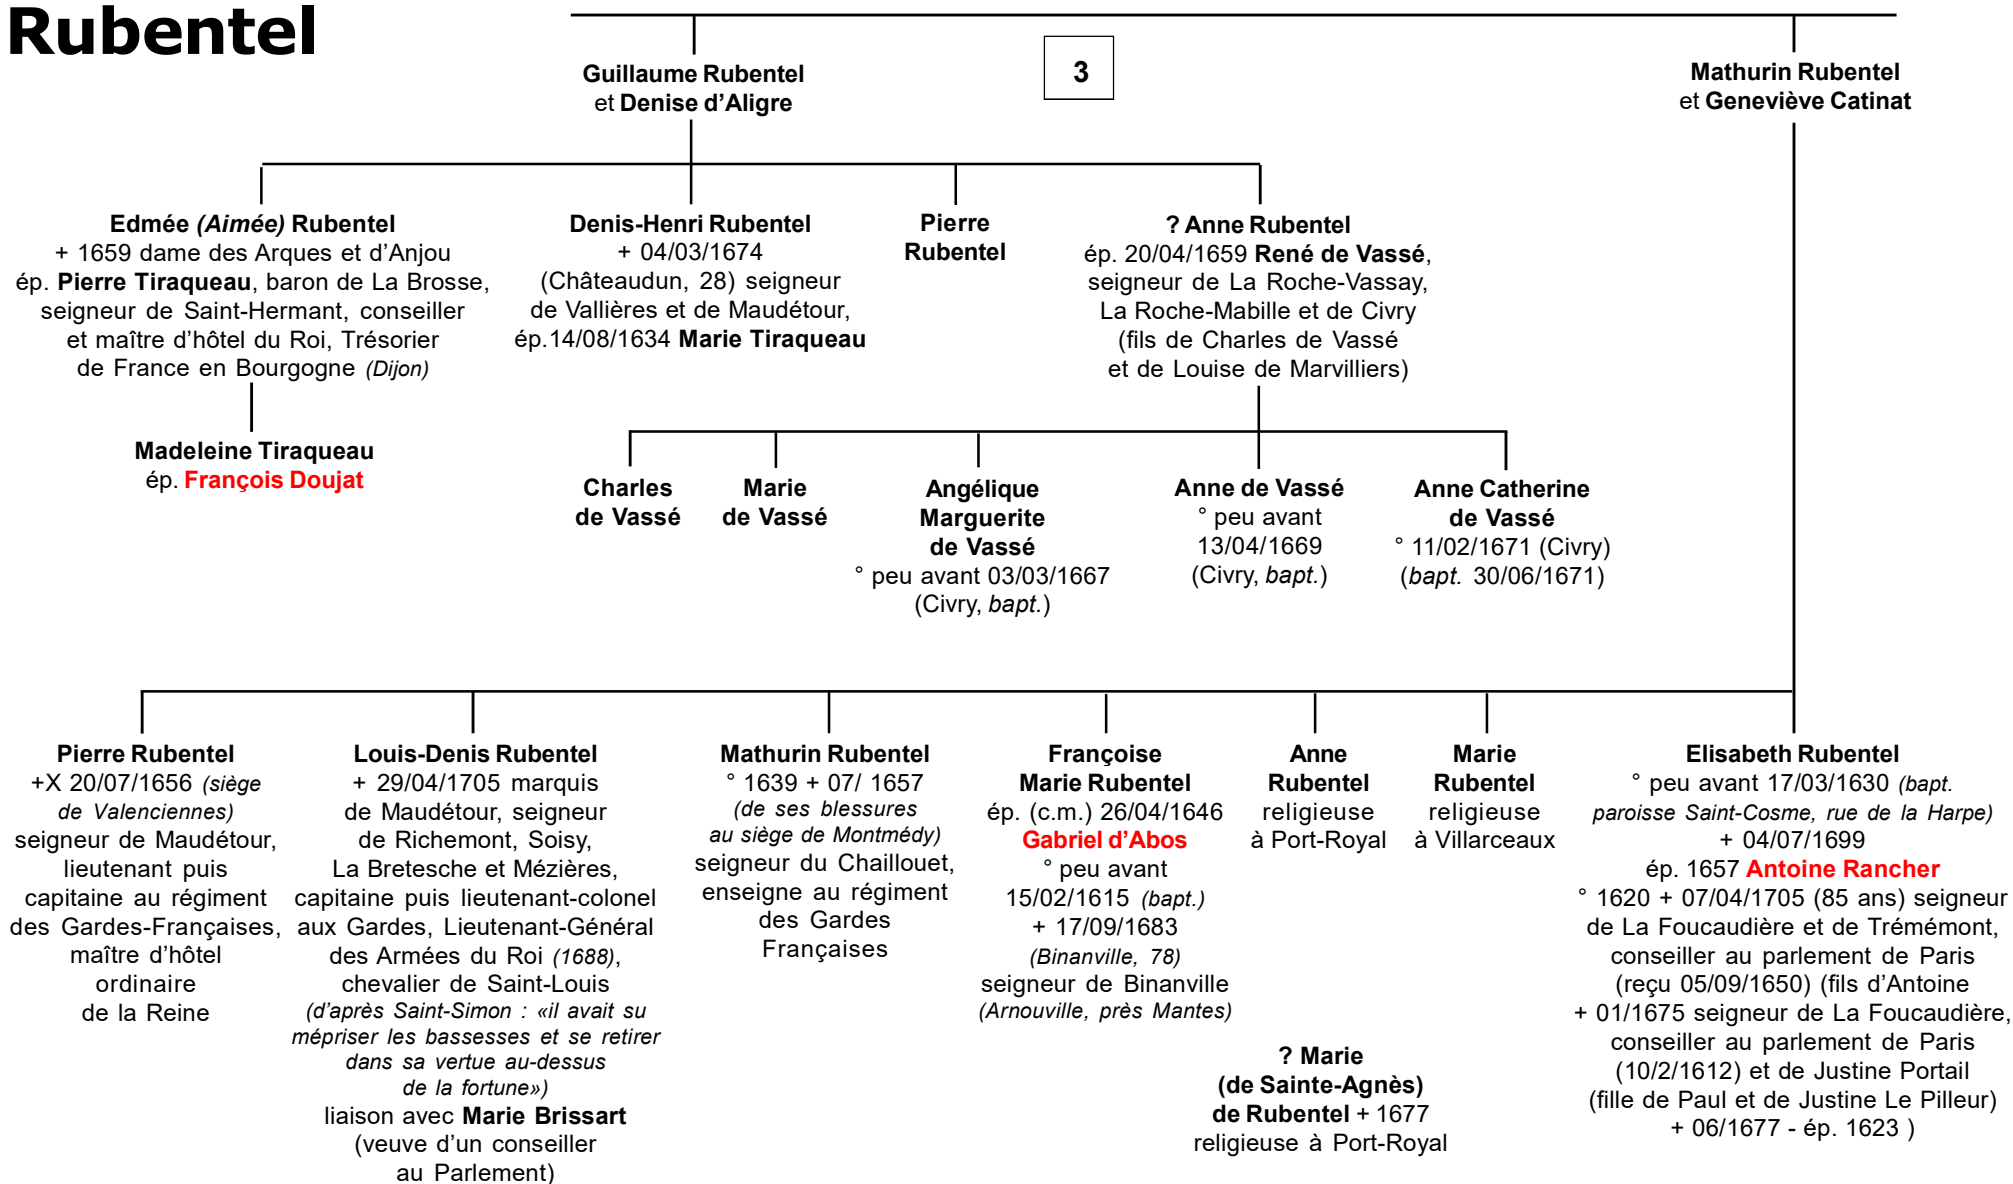 Rubentel
3
Guillaume Rubentel
et Denise d’Aligre
Mathurin Rubentel
et Geneviève Catinat
Edmée (Aimée) Rubentel
+ 1659 dame des Arques et d’Anjou
ép. Pierre Tiraqueau, baron de La Brosse,
seigneur de Saint-Hermant, conseiller
et maître d’hôtel du Roi, Trésorier
de France en Bourgogne (Dijon)
Denis-Henri Rubentel
+ 04/03/1674
(Châteaudun, 28) seigneur
de Vallières et de Maudétour,
ép.14/08/1634 Marie Tiraqueau
Pierre
Rubentel
? Anne Rubentel
ép. 20/04/1659 René de Vassé,
seigneur de La Roche-Vassay,
La Roche-Mabille et de Civry
(fils de Charles de Vassé
et de Louise de Marvilliers)
Madeleine Tiraqueau
ép. François Doujat
Charles
de Vassé
Marie
de Vassé
Angélique
Marguerite
de Vassé
° peu avant 03/03/1667
(Civry, bapt.)
Anne de Vassé
° peu avant
13/04/1669
(Civry, bapt.)
Anne Catherine
de Vassé
° 11/02/1671 (Civry)
(bapt. 30/06/1671)
Pierre Rubentel
+X 20/07/1656 (siège
de Valenciennes)
seigneur de Maudétour,
lieutenant puis
capitaine au régiment
des Gardes-Françaises,
maître d’hôtel
ordinaire
de la Reine
Louis-Denis Rubentel
+ 29/04/1705 marquis
de Maudétour, seigneur
de Richemont, Soisy,
La Bretesche et Mézières,
capitaine puis lieutenant-colonel
aux Gardes, Lieutenant-Général
des Armées du Roi (1688),
chevalier de Saint-Louis
(d’après Saint-Simon : «il avait su
mépriser les bassesses et se retirer
dans sa vertue au-dessus
de la fortune»)
liaison avec Marie Brissart
(veuve d’un conseiller
au Parlement)
Mathurin Rubentel
° 1639 + 07/ 1657
(de ses blessures
au siège de Montmédy)
seigneur du Chaillouet,
enseigne au régiment
des Gardes
Françaises
Françoise
Marie Rubentel
ép. (c.m.) 26/04/1646
Gabriel d’Abos
° peu avant
15/02/1615 (bapt.)
+ 17/09/1683
(Binanville, 78)
seigneur de Binanville
(Arnouville, près Mantes)
Anne
Rubentel
religieuse
à Port-Royal
Marie
Rubentel
religieuse
à Villarceaux
? Marie
(de Sainte-Agnès)
de Rubentel + 1677
religieuse à Port-Royal
Elisabeth Rubentel
° peu avant 17/03/1630 (bapt.
paroisse Saint-Cosme, rue de la Harpe)
+ 04/07/1699
ép. 1657 Antoine Rancher
° 1620 + 07/04/1705 (85 ans) seigneur
de La Foucaudière et de Trémémont,
conseiller au parlement de Paris
(reçu 05/09/1650) (fils d’Antoine
+ 01/1675 seigneur de La Foucaudière,
conseiller au parlement de Paris
(10/2/1612) et de Justine Portail
(fille de Paul et de Justine Le Pilleur)
+ 06/1677 - ép. 1623 )